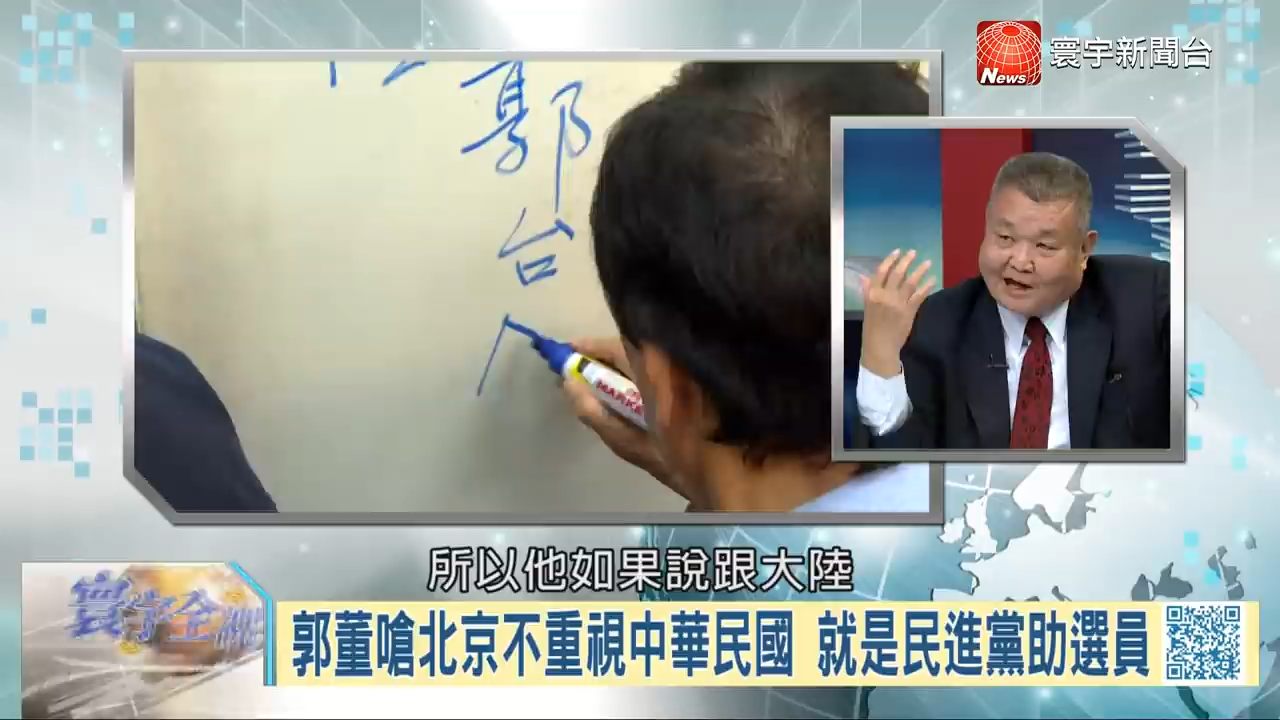 News
寰宇新聞台
郭
台
MARKE
所以他如果說跟大陸
寰宇全洲
郭董嗆北京不重視中華民國 就是民進黨助選員